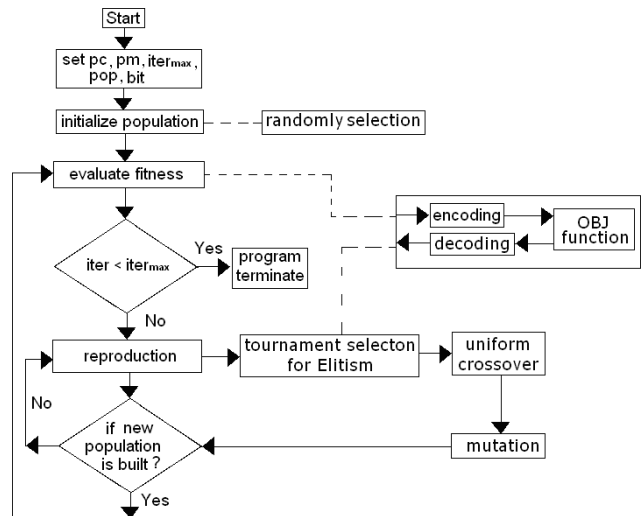 Start
set pc, pm, itermax,
pop, bit
initialize population
randomly selection
evaluate fitness
encoding
decoding
OBJ
function
iter < itermax
Yes
program
terminate
No
reproduction
tournament selecton
for Elitism
uniform
crossover
No
if new
population
is built ?
mutation
Yes